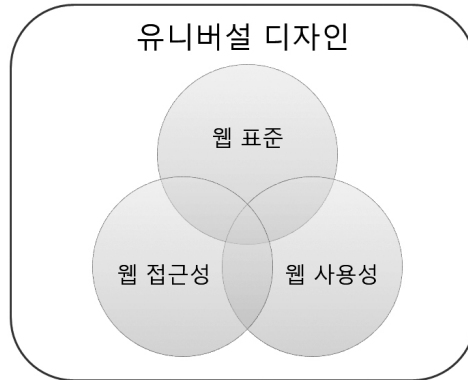 유니버설 디자인
웹 표준
웹 접근성
웹 사용성